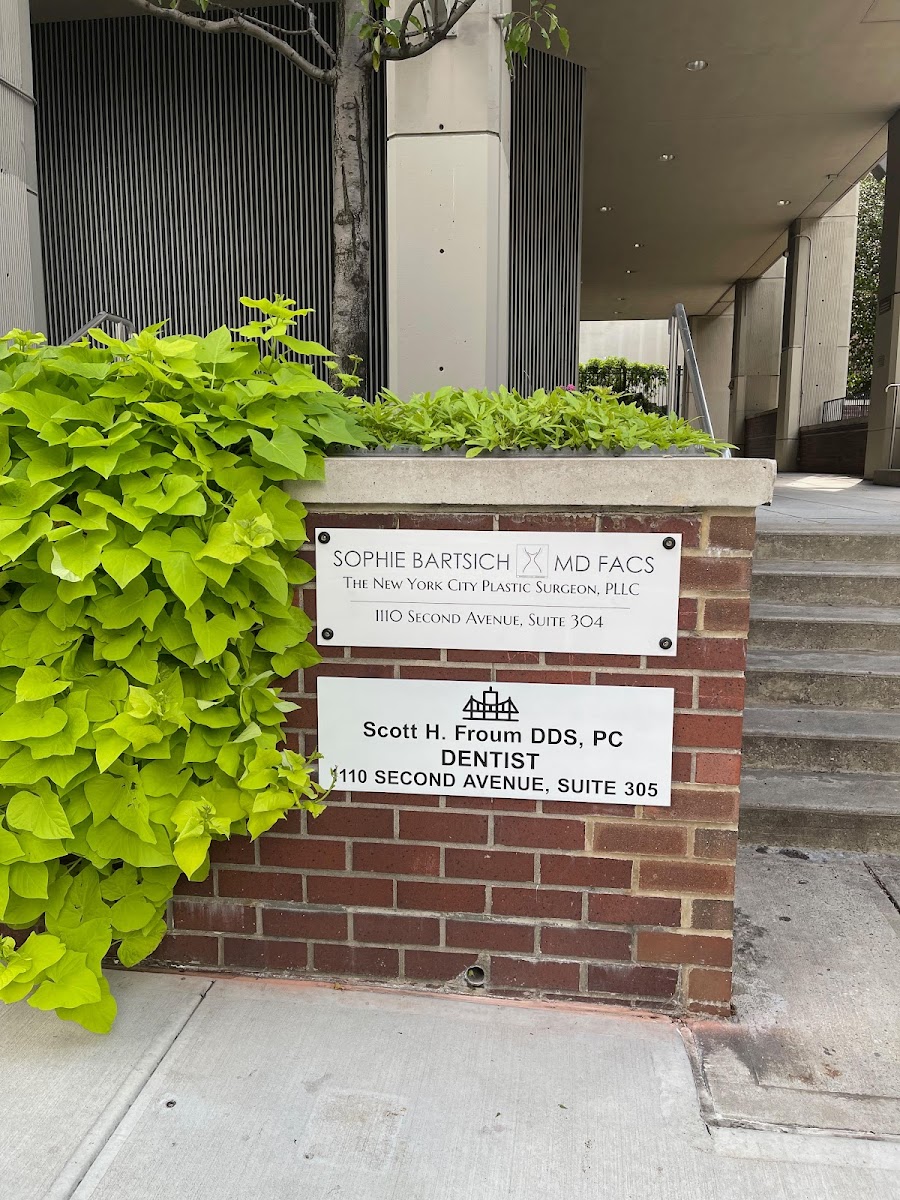 SOPHIE BARTSICH MD FACS
THE NEW YORK CITY PLASTIC SURGEON, PLLC
1110 SECOND AVENUE, SUITE 304
Scott H. Froum DDS, PC
DENTIST
1110 SECOND AVENUE, SUITE 305